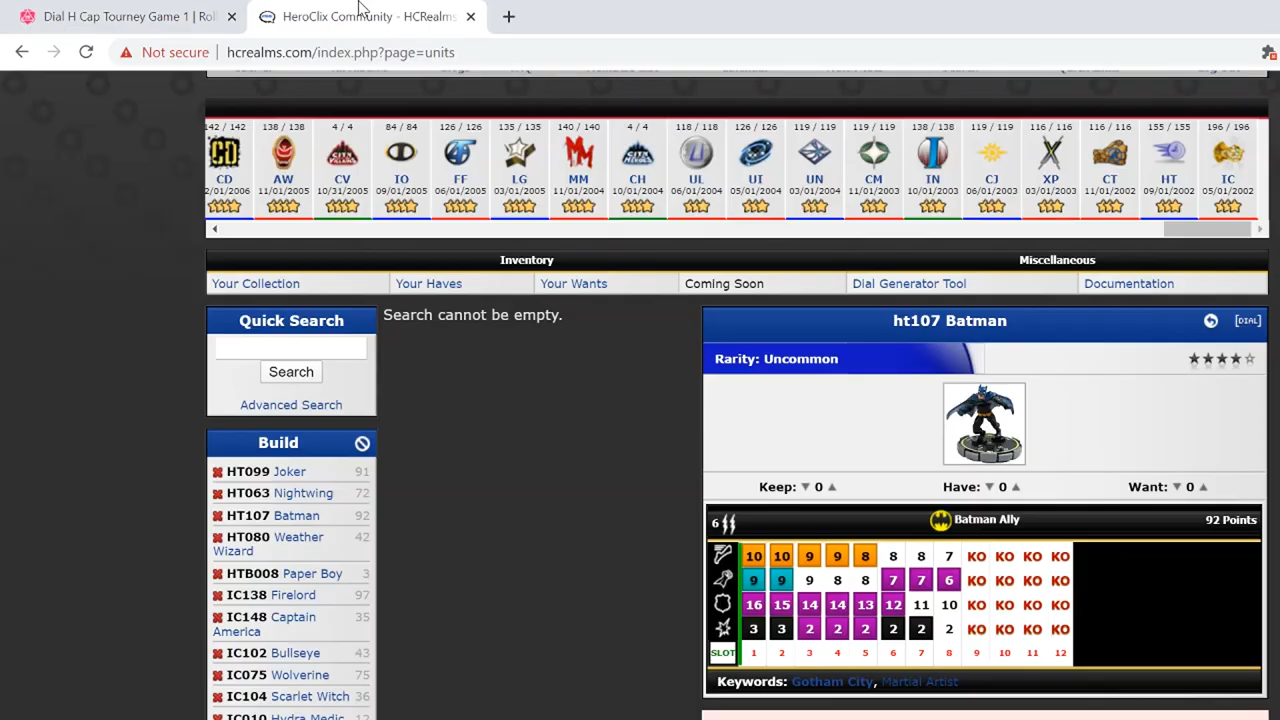 Dial H Cap Tourney Game 1 | Roll
HeroClix Community - HCRealms
Not secure hcrealms.com/index.php?page=units
142 / 142 138 / 138 4 / 4 84 / 84 126 / 126 135 / 135 140 / 140 4 / 4 118 / 118 126 / 126 119 / 119 119 / 119 138 / 138 119 / 119 116 / 116 116 / 116 155 / 155 196 / 196
CD AW CV IO FF LG MM CH UL UI UN CM IN CJ XP CT HT IC
2/01/2006 11/01/2005 10/31/2005 09/01/2005 06/01/2005 03/01/2005 11/01/2004 10/01/2004 06/01/2004 05/01/2004 03/01/2004 11/01/2003 09/01/2003 06/01/2003 03/01/2003 11/01/2002 09/01/2002 05/01/2002
Inventory Miscellaneous
Your Collection Your Haves Your Wants Coming Soon Dial Generator Tool Documentation
Quick Search
Search
Advanced Search
Search cannot be empty.
Build
HT099 Joker 91
HT063 Nightwing 72
HT107 Batman 92
HT080 Weather 42
Wizard
HTB008 Paper Boy 3
IC138 Firelord 97
IC148 Captain 35
America
IC102 Bullseye 43
IC075 Wolverine 75
IC104 Scarlet Witch 36
IC010 Hydra Medic
ht107 Batman [DIAL]
Rarity: Uncommon
Keep: 0 Have: 0 Want: 0
6 Batman Ally 92 Points
10 10 9 9 8 8 8 7 KO KO KO KO
9 9 9 8 8 7 7 6 KO KO KO KO
16 15 14 14 13 12 11 10 KO KO KO KO
3 3 2 2 2 2 2 2 KO KO KO KO
SLOT 1 2 3 4 5 6 7 8 9 10 11 12
Keywords: Gotham City, Martial Artist